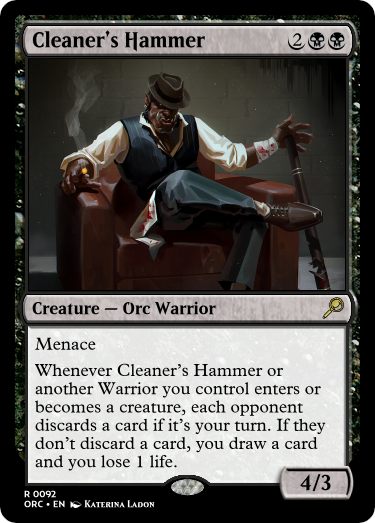 Cleaner's Hammer 2
Creature — Orc Warrior
Menace
Whenever Cleaner's Hammer or
another Warrior you control enters or
becomes a creature, each opponent
discards a card if it's your turn. If they
don't discard a card, you draw a card
and you lose 1 life.
4/3
R 0092
ORC • EN Katerina Ladon